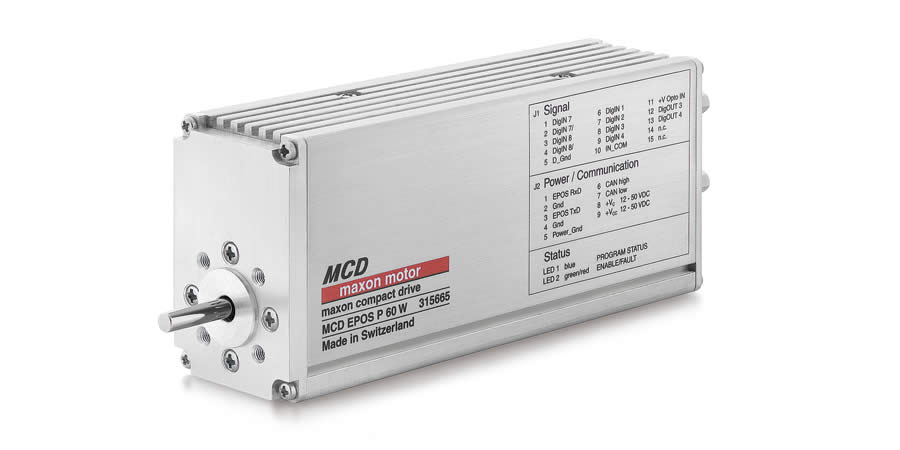 J1 Signal
1 DigIN 7
2 DigIN 7/
3 DigIN 8
4 DigIN 8/
5 D_Gnd
6 DigIN 1
7 DigIN 2
8 DigIN 3
9 DigIN 4
10 IN_COM
11 +V Opto IN
12 DigOUT 3
13 DigOUT 4
14 n.c.
15 n.c.
J2 Power / Communication
1 EPOS RxD
2 Gnd
3 EPOS TxD
4 Gnd
5 Power_Gnd
6 CAN high
7 CAN low
8 +Vc 12 - 50 VDC
9 +Vcc 12 - 50 VDC
Status
LED 1 blue PROGRAM STATUS
LED 2 green/red ENABLE/FAULT
MCD
maxon motor
maxon compact drive
MCD EPOS P 60 W 315665
Made in Switzerland